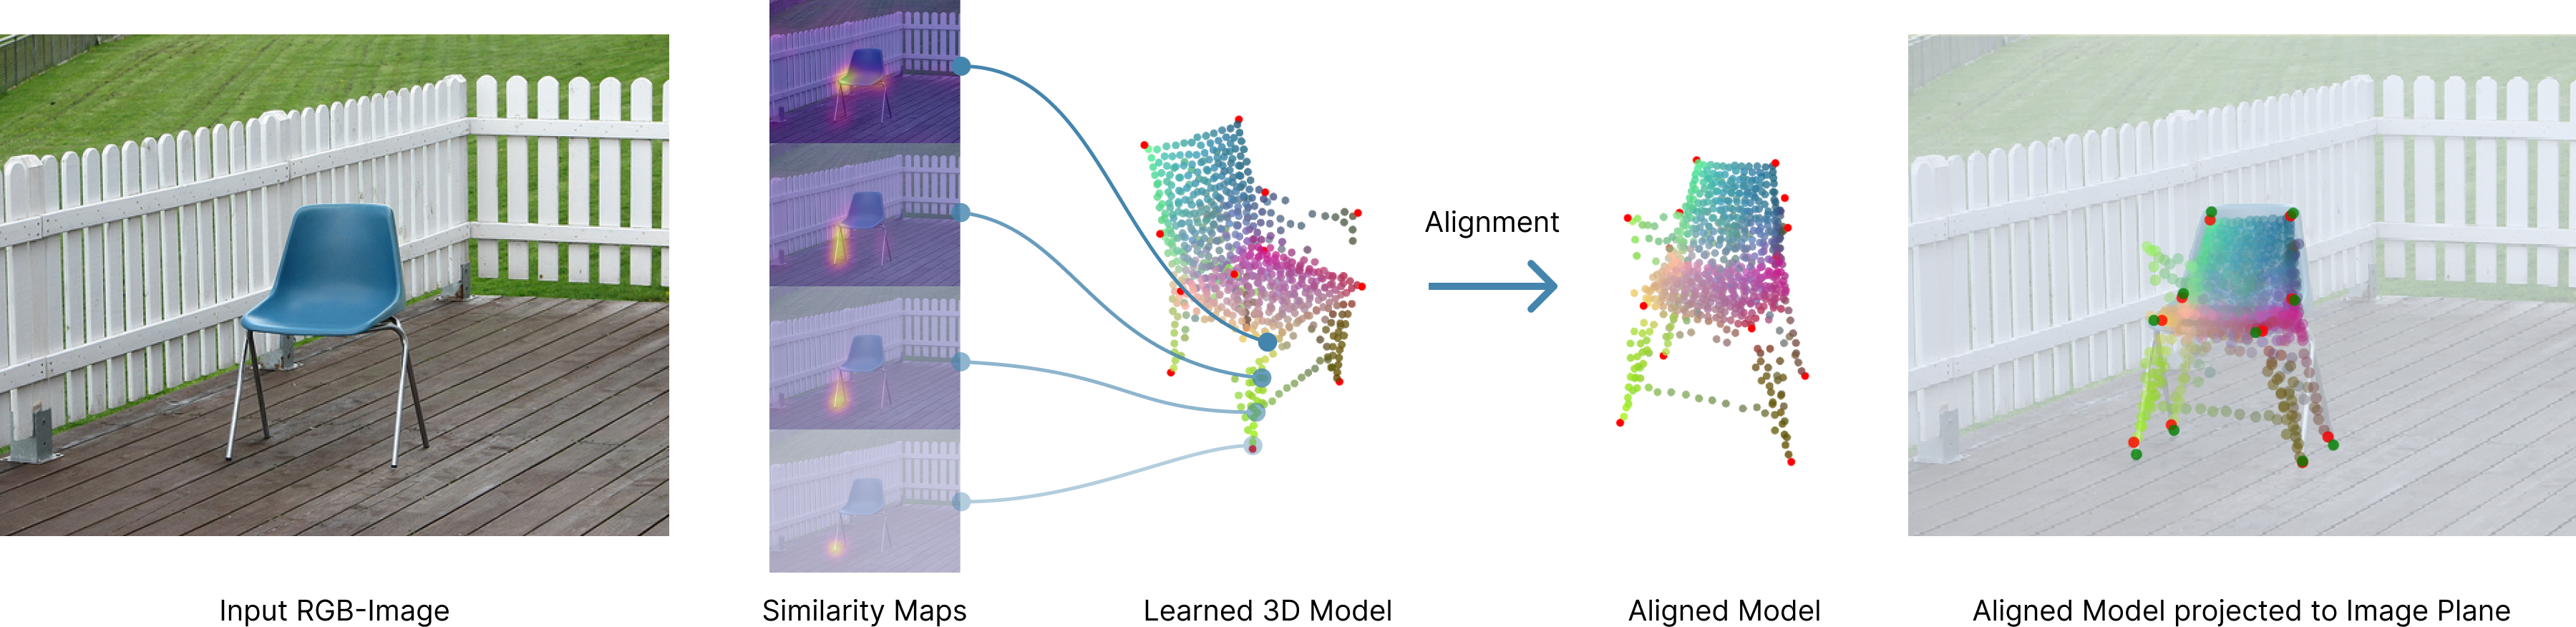 Alignment
Input RGB-Image
Similarity Maps
Learned 3D Model
Aligned Model
Aligned Model projected to Image Plane